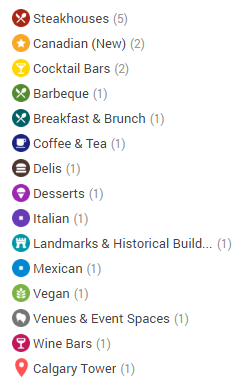 Steakhouses (5)
Canadian (New) (2)
Cocktail Bars (2)
Barbeque (1)
Breakfast & Brunch (1)
Coffee & Tea (1)
Delis (1)
Desserts (1)
Italian (1)
Landmarks & Historical Build... (1)
Mexican (1)
Vegan (1)
Venues & Event Spaces (1)
Wine Bars (1)
Calgary Tower (1)